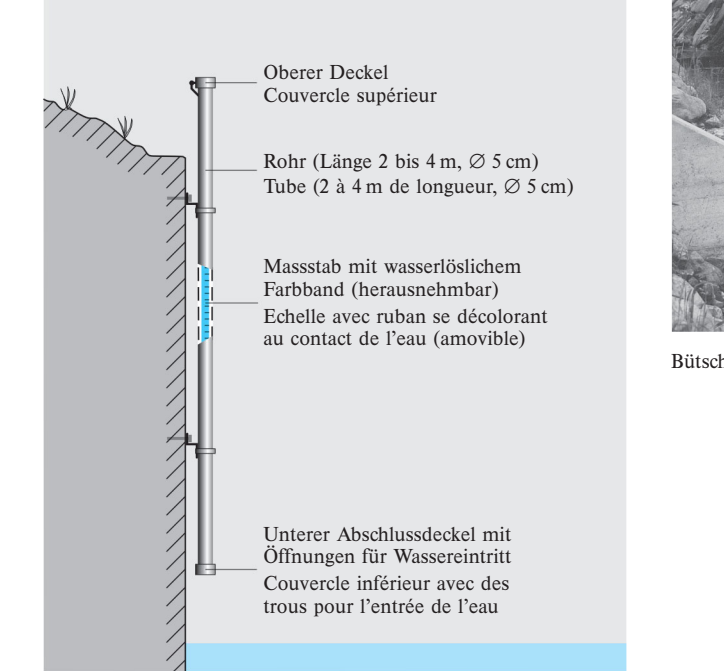 Oberer Deckel
Couvercle supérieur
Rohr (Länge 2 bis 4 m, ∅ 5 cm)
Tube (2 à 4 m de longueur, ∅ 5 cm)
Massstab mit wasserlöslichem
Farbband (herausnehmbar)
Echelle avec ruban se décolorant
au contact de l'eau (amovible)
Unterer Abschlussdeckel mit
Öffnungen für Wassereintritt
Couvercle inférieur avec des
trous pour l'entrée de l'eau
Bütsch